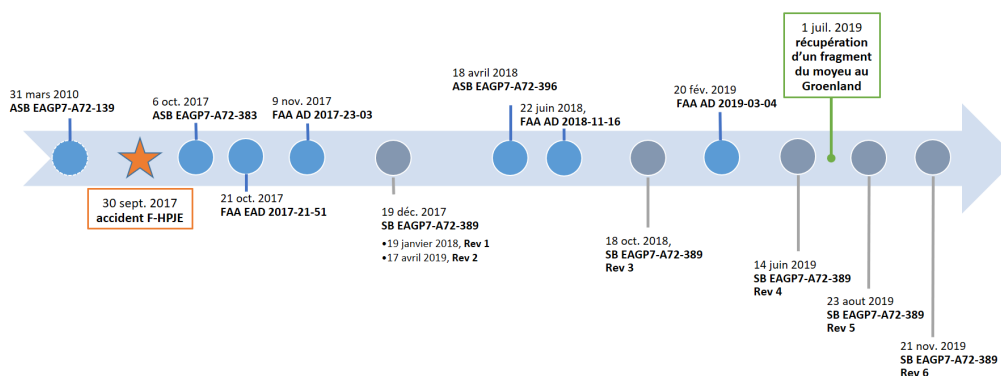 31 mars 2010
ASB EAGP7-A72-139
30 sept. 2017
accident F-HPJE
6 oct. 2017
ASB EAGP7-A72-383
21 oct. 2017
FAA EAD 2017-21-51
9 nov. 2017
FAA AD 2017-23-03
19 déc. 2017
SB EAGP7-A72-389
•19 janvier 2018, Rev 1
•17 avril 2019, Rev 2
18 avril 2018
ASB EAGP7-A72-396
22 juin 2018,
FAA AD 2018-11-16
18 oct. 2018,
SB EAGP7-A72-389
Rev 3
20 fév. 2019
FAA AD 2019-03-04
14 juin 2019
SB EAGP7-A72-389
Rev 4
1 juil. 2019
récupération
d'un fragment
du moyeu au
Groenland
23 aout 2019
SB EAGP7-A72-389
Rev 5
21 nov. 2019
SB EAGP7-A72-389
Rev 6